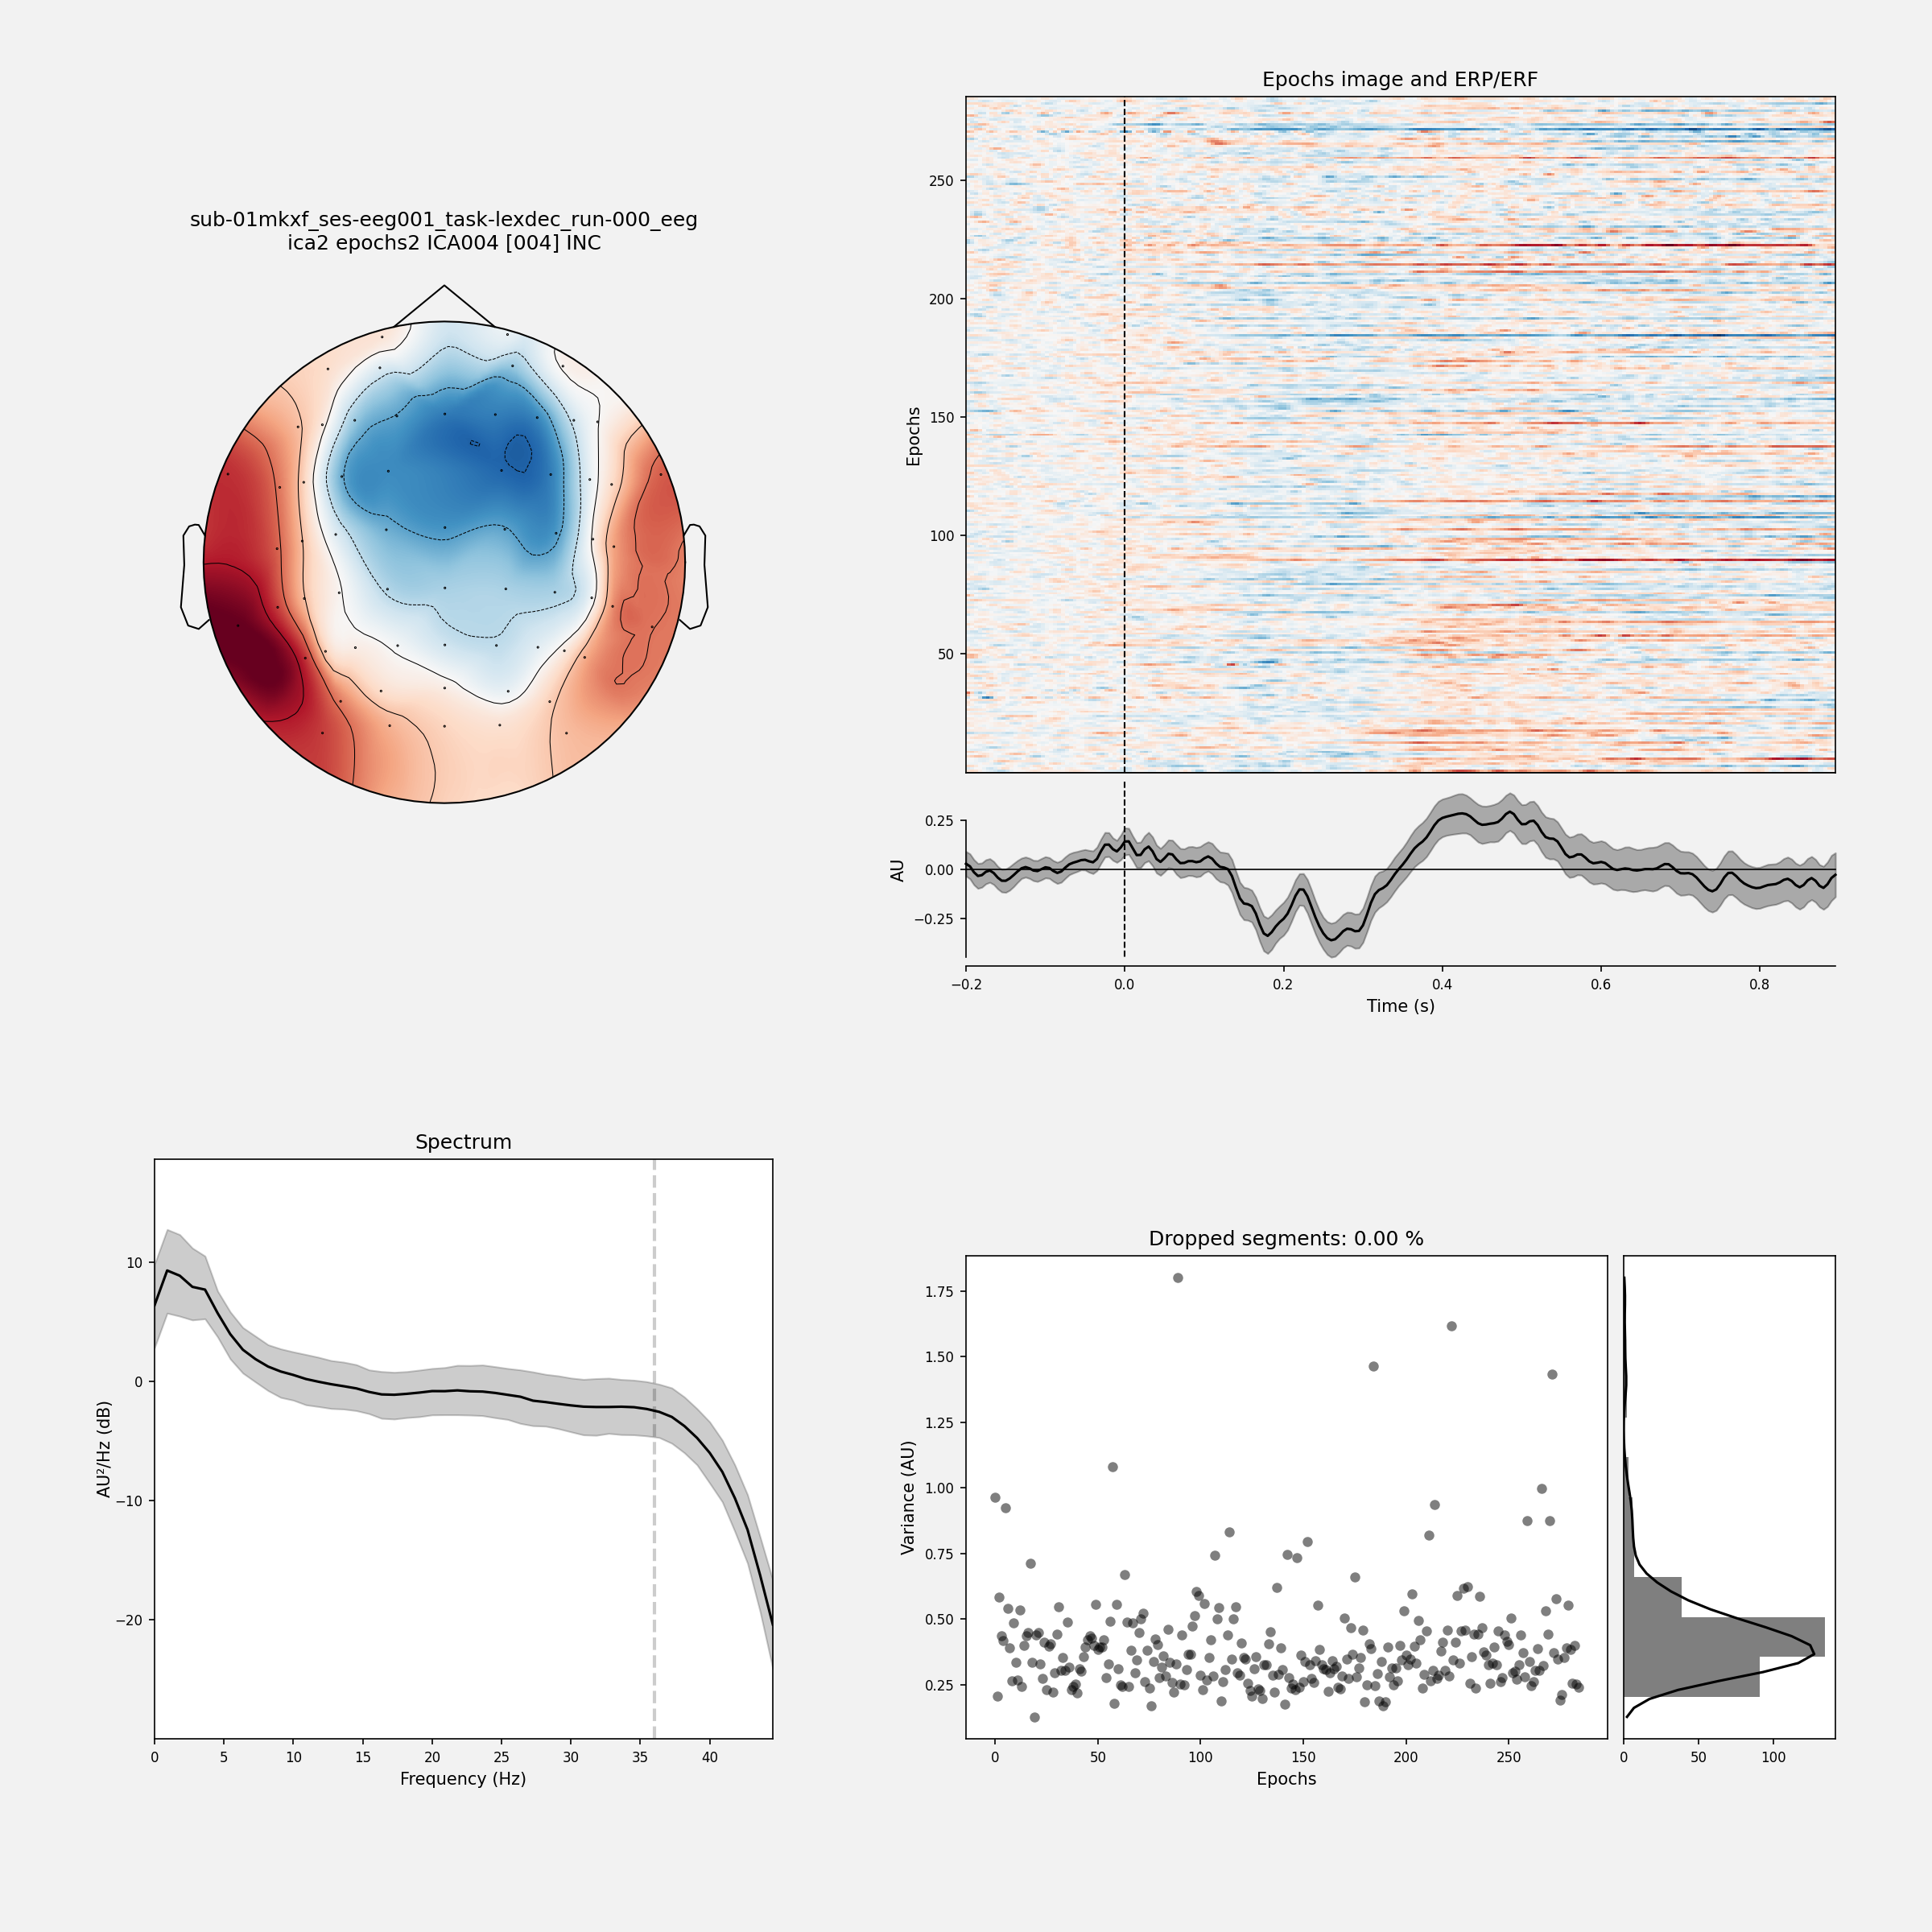 sub-01mkxf_ses-eeg001_task-lexdec_run-000_eeg
ica2 epochs2 ICA004 [004] INC
Epochs image and ERP/ERF
Epochs
250
200
150
100
50
AU
0.25
0.00
−0.25
−0.2 0.0 0.2 0.4 0.6 0.8
Time (s)
Spectrum
AU²/Hz (dB)
10
0
−10
−20
0 5 10 15 20 25 30 35 40
Frequency (Hz)
Dropped segments: 0.00 %
Variance (AU)
1.75
1.50
1.25
1.00
0.75
0.50
0.25
0 50 100 150 200 250
Epochs
0 50 100